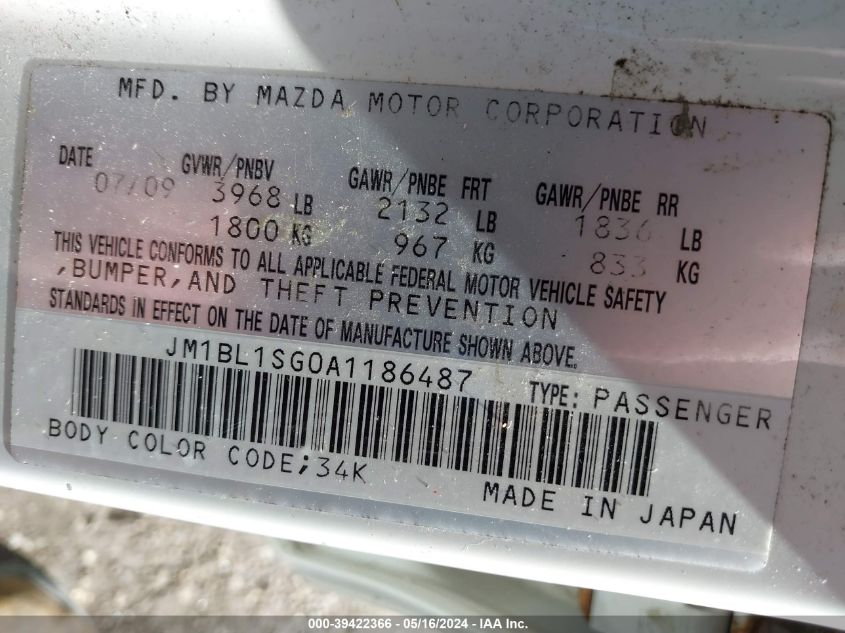 MFD. BY MAZDA MOTOR CORPORATION
DATE GVWR/PNBV GAWR/PNBE FRT GAWR/PNBE RR
07/09 3968 LB 2132 LB 1836 LB
1800 KG 967 KG 833 KG
THIS VEHICLE CONFORMS TO ALL APPLICABLE FEDERAL MOTOR VEHICLE SAFETY
,BUMPER,AND THEFT PREVENTION
STANDARDS IN EFFECT ON THE DATE OF MANUFACTURE SHOWN ABOVE.
JM1BL1SG0A1186487 TYPE: PASSENGER
BODY COLOR CODE;34K
MADE IN JAPAN
000-39422366 - 05/16/2024 - IAA Inc.